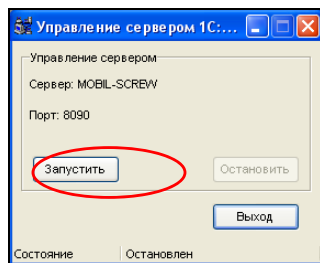 Управление сервером 1С:...
Управление сервером
Сервер: MOBIL-SCREW
Порт: 8090
Запустить
Остановить
Выход
Состояние
Остановлен